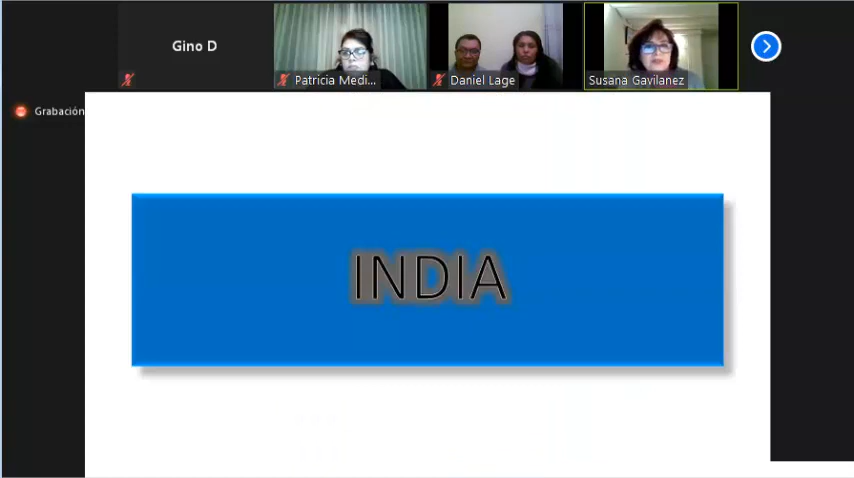 Gino D
Patricia Medi...
Daniel Lage
Susana Gavilanez
Grabación
INDIA